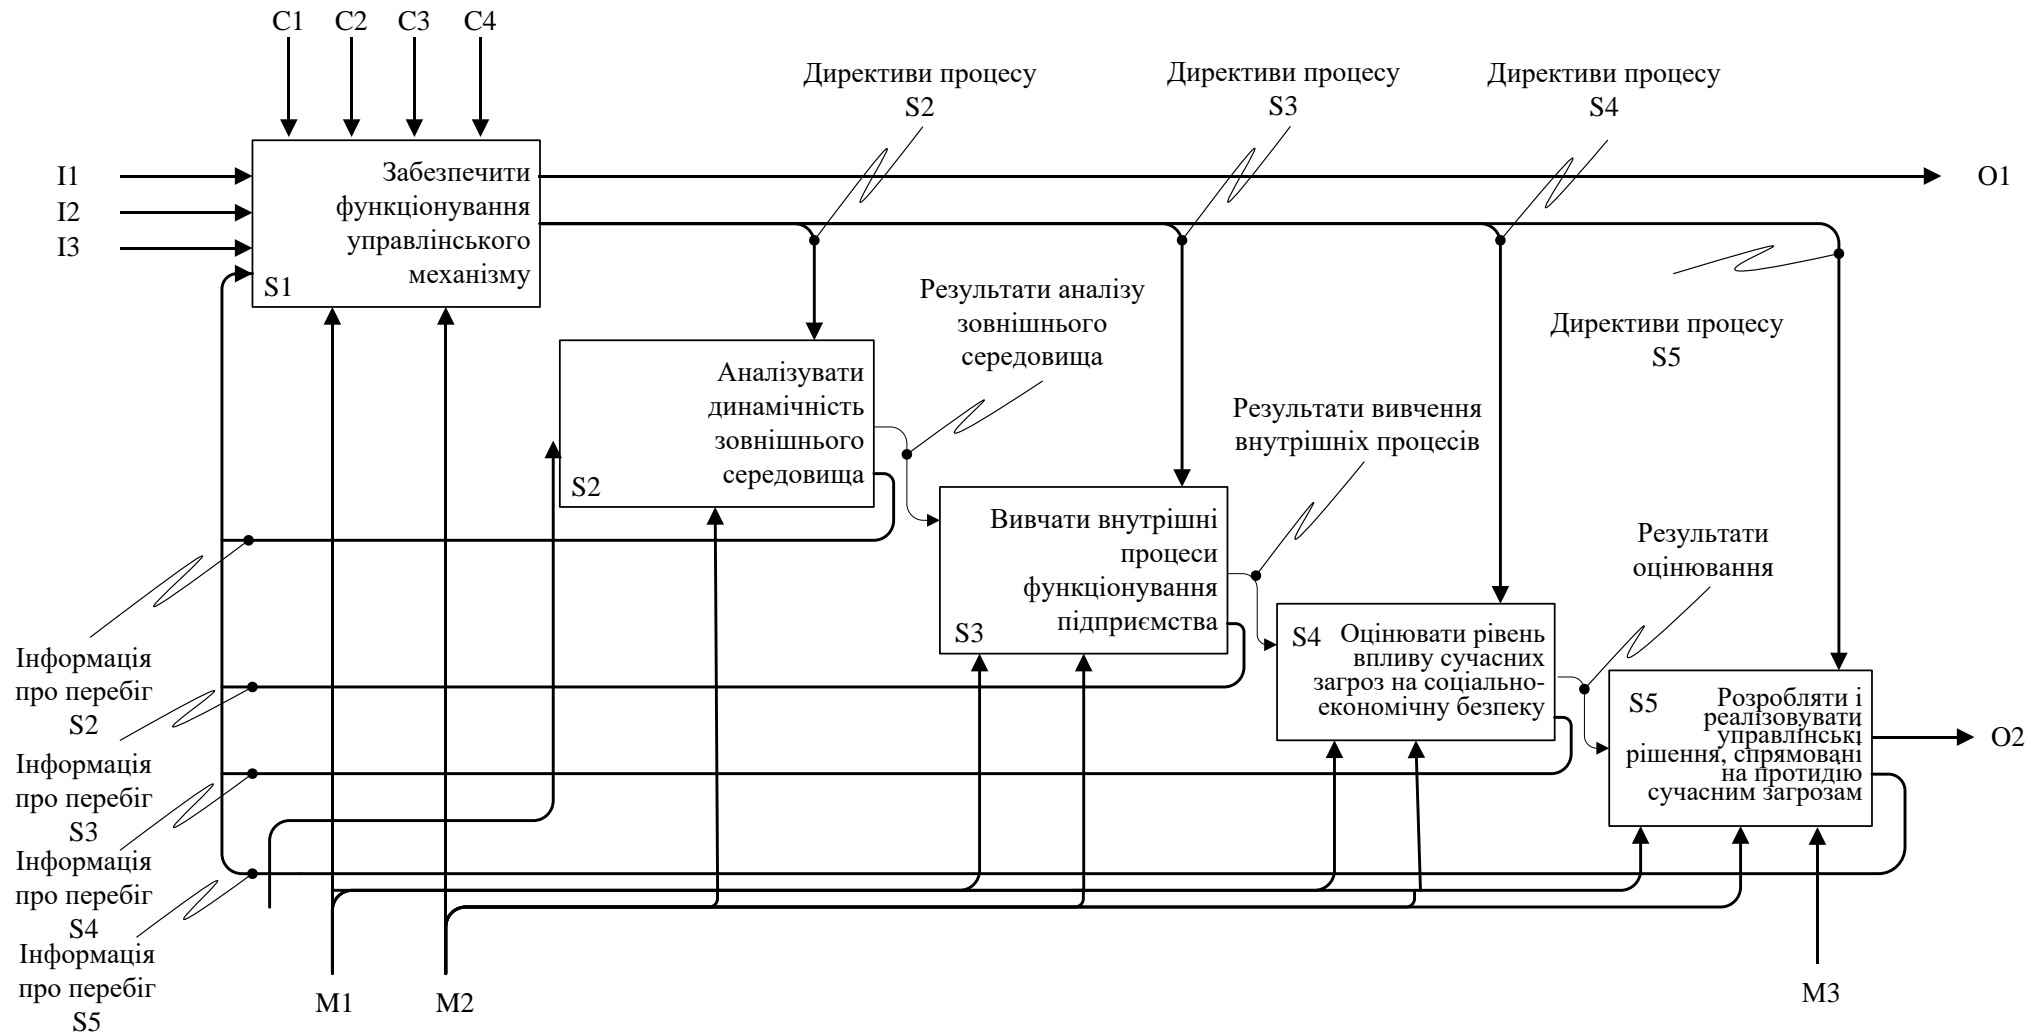 C1 C2 C3 C4
Директиви процесу
S2
Директиви процесу
S3
Директиви процесу
S4
I1
I2
I3
Забезпечити
функціонування
управлінського
механізму
S1
O1
Результати аналізу
зовнішнього
середовища
Директиви процесу
S5
Аналізувати
динамічність
зовнішнього
середовища
S2
Результати вивчення
внутрішніх процесів
Вивчати внутрішні
процеси
функціонування
підприємства
S3
Результати
оцінювання
S4
Оцінювати рівень
впливу сучасних
загроз на соціально-
економічну безпеку
S5
Розробляти і
реалізовувати
управлінські
рішення, спрямовані
на протидію
сучасним загрозам
O2
Інформація
про перебіг
S2
Інформація
про перебіг
S3
Інформація
про перебіг
S4
Інформація
про перебіг
S5
M1
M2
M3